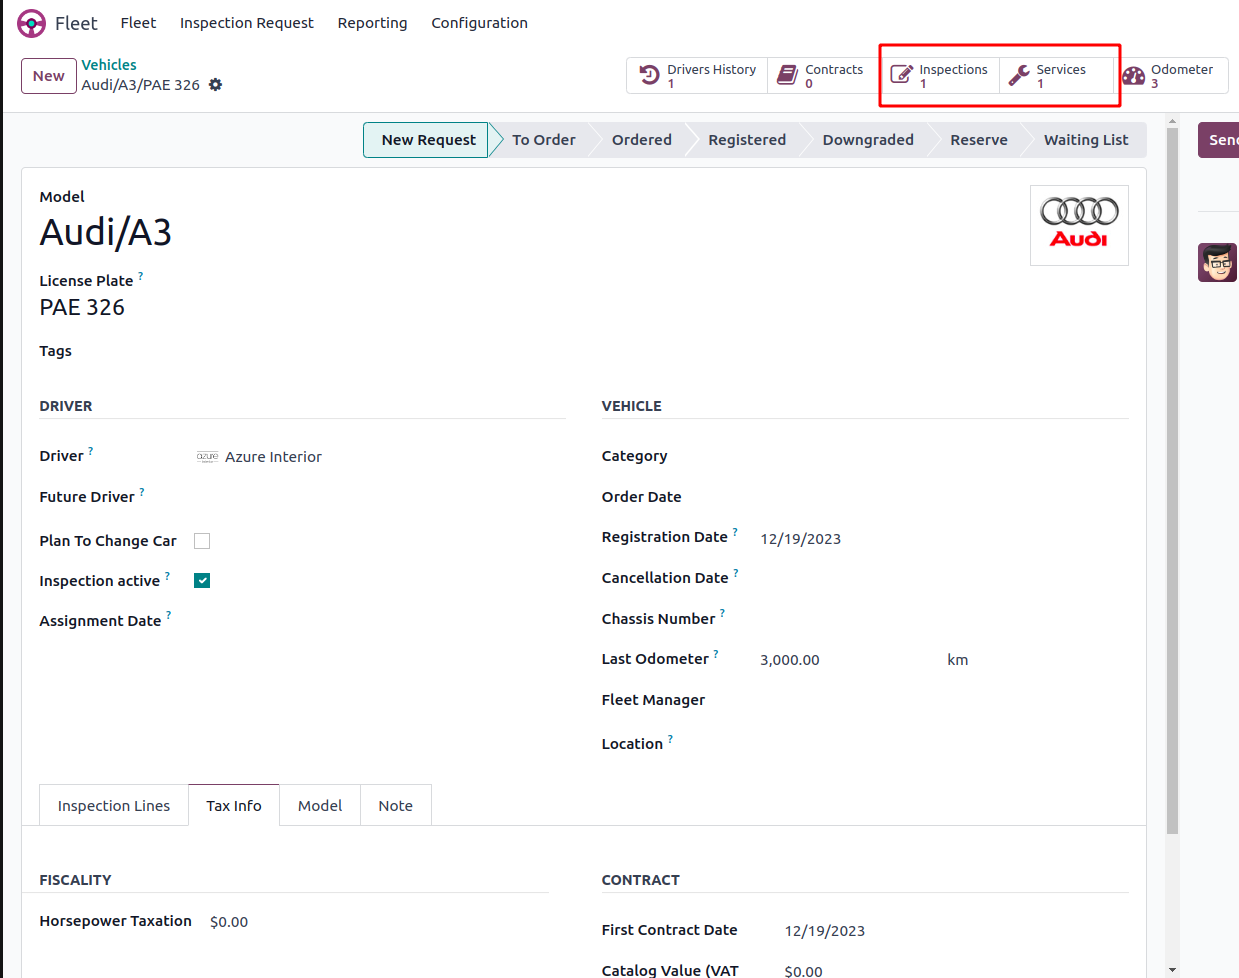 Fleet Fleet Inspection Request Reporting Configuration
New
Vehicles
Audi/A3/PAE 326
Drivers History
1
Contracts
0
Inspections
1
Services
1
Odometer
3
New Request To Order Ordered Registered Downgraded Reserve Waiting List
Send
Model
Audi/A3
Audi
License Plate ?
PAE 326
Tags
DRIVER
Driver ? azure Azure Interior
Future Driver ?
Plan To Change Car
Inspection active ?
Assignment Date ?
VEHICLE
Category
Order Date
Registration Date ? 12/19/2023
Cancellation Date ?
Chassis Number ?
Last Odometer ? 3,000.00 km
Fleet Manager
Location ?
Inspection Lines Tax Info Model Note
FISCALITY
Horsepower Taxation $0.00
CONTRACT
First Contract Date 12/19/2023
Catalog Value (VAT $0.00